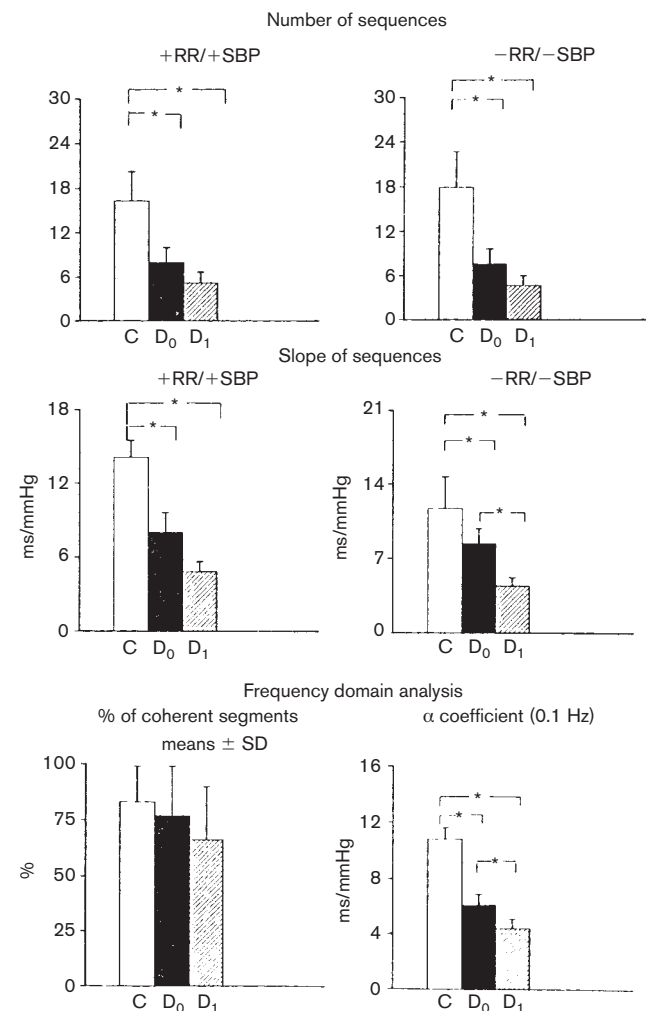 Number of sequences
+RR/+SBP
−RR/−SBP
*
*
*
*
30
24
18
12
6
0
30
24
18
12
6
0
C D₀ D₁
C D₀ D₁
Slope of sequences
+RR/+SBP
−RR/−SBP
ms/mmHg
18
14
6
0
*
*
ms/mmHg
21
14
7
0
*
*
*
C D₀ D₁
C D₀ D₁
Frequency domain analysis
% of coherent segments
means ± SD
α coefficient (0.1 Hz)
%
100
75
50
25
0
ms/mmHg
16
12
8
4
0
*
*
*
C D₀ D₁
C D₀ D₁